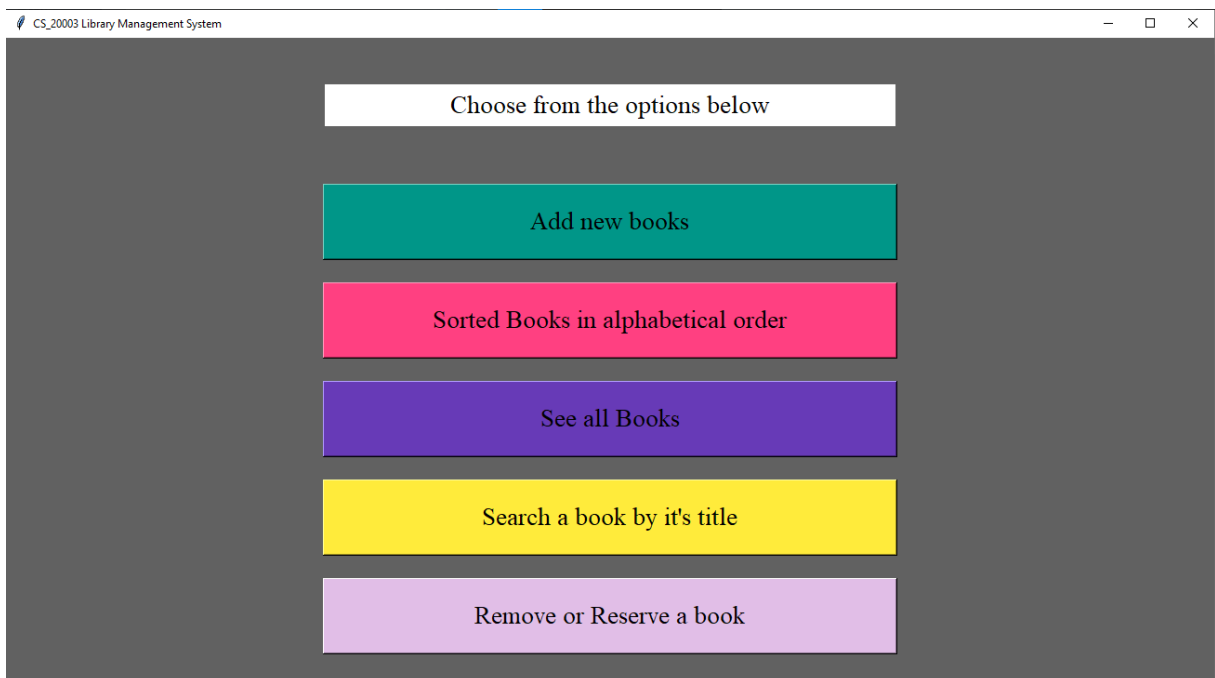 CS_20003 Library Management System
Choose from the options below
Add new books
Sorted Books in alphabetical order
See all Books
Search a book by it's title
Remove or Reserve a book